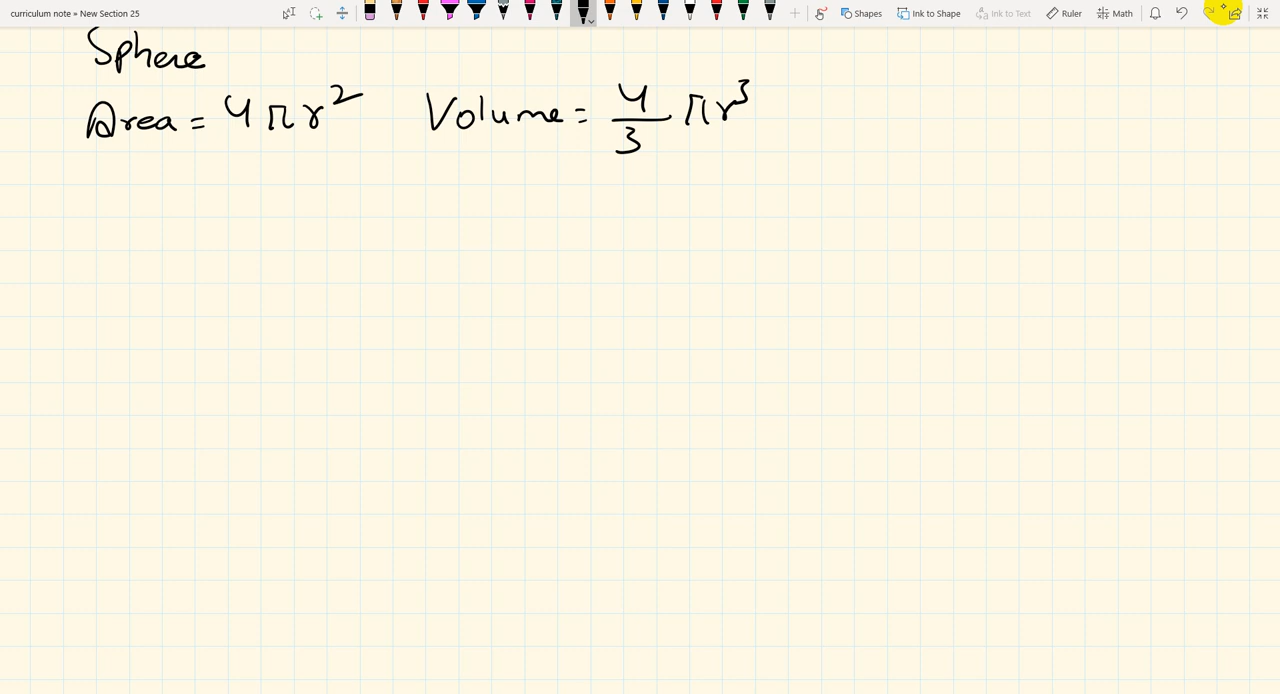 curriculum note » New Section 25
Shapes Ink to Shape Ink to Text Ruler Math
Sphere
Area = 4πr² Volume = 4/3 πr³